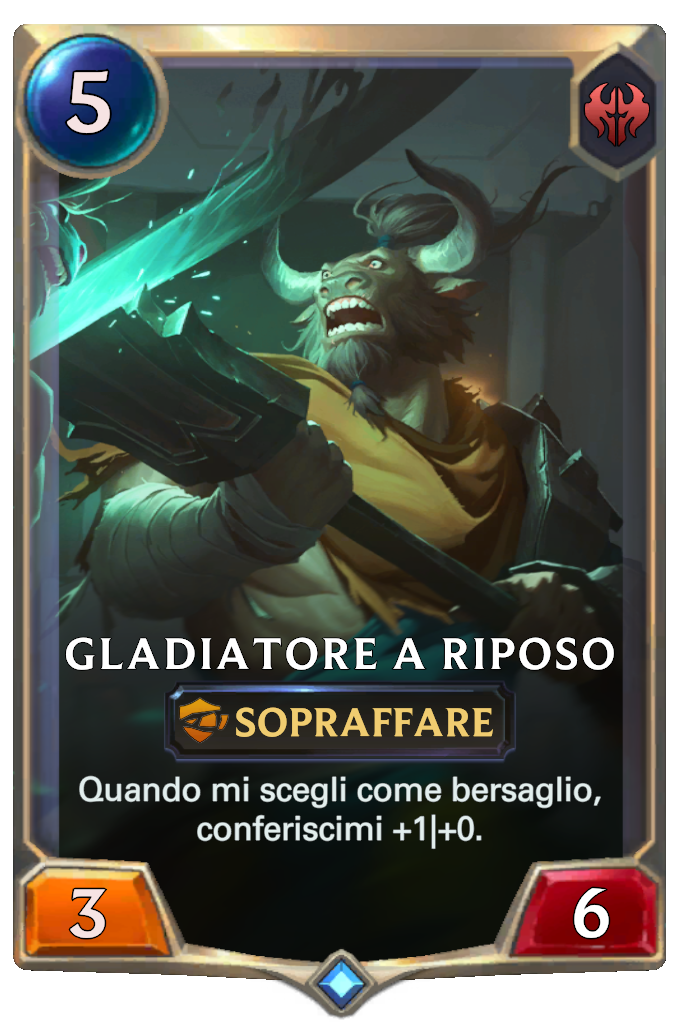 5
GLADIATORE A RIPOSO
SOPRAFFARE
Quando mi scegli come bersaglio,
conferiscimi +1|+0.
3
6